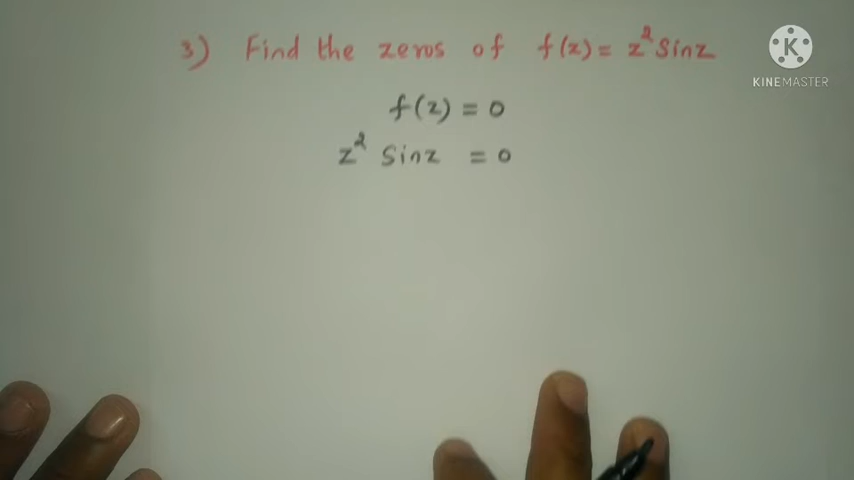 3) Find the zeros of f(z) = z² Sinz
K
KINEMASTER
f(z) = 0
z² Sinz = 0